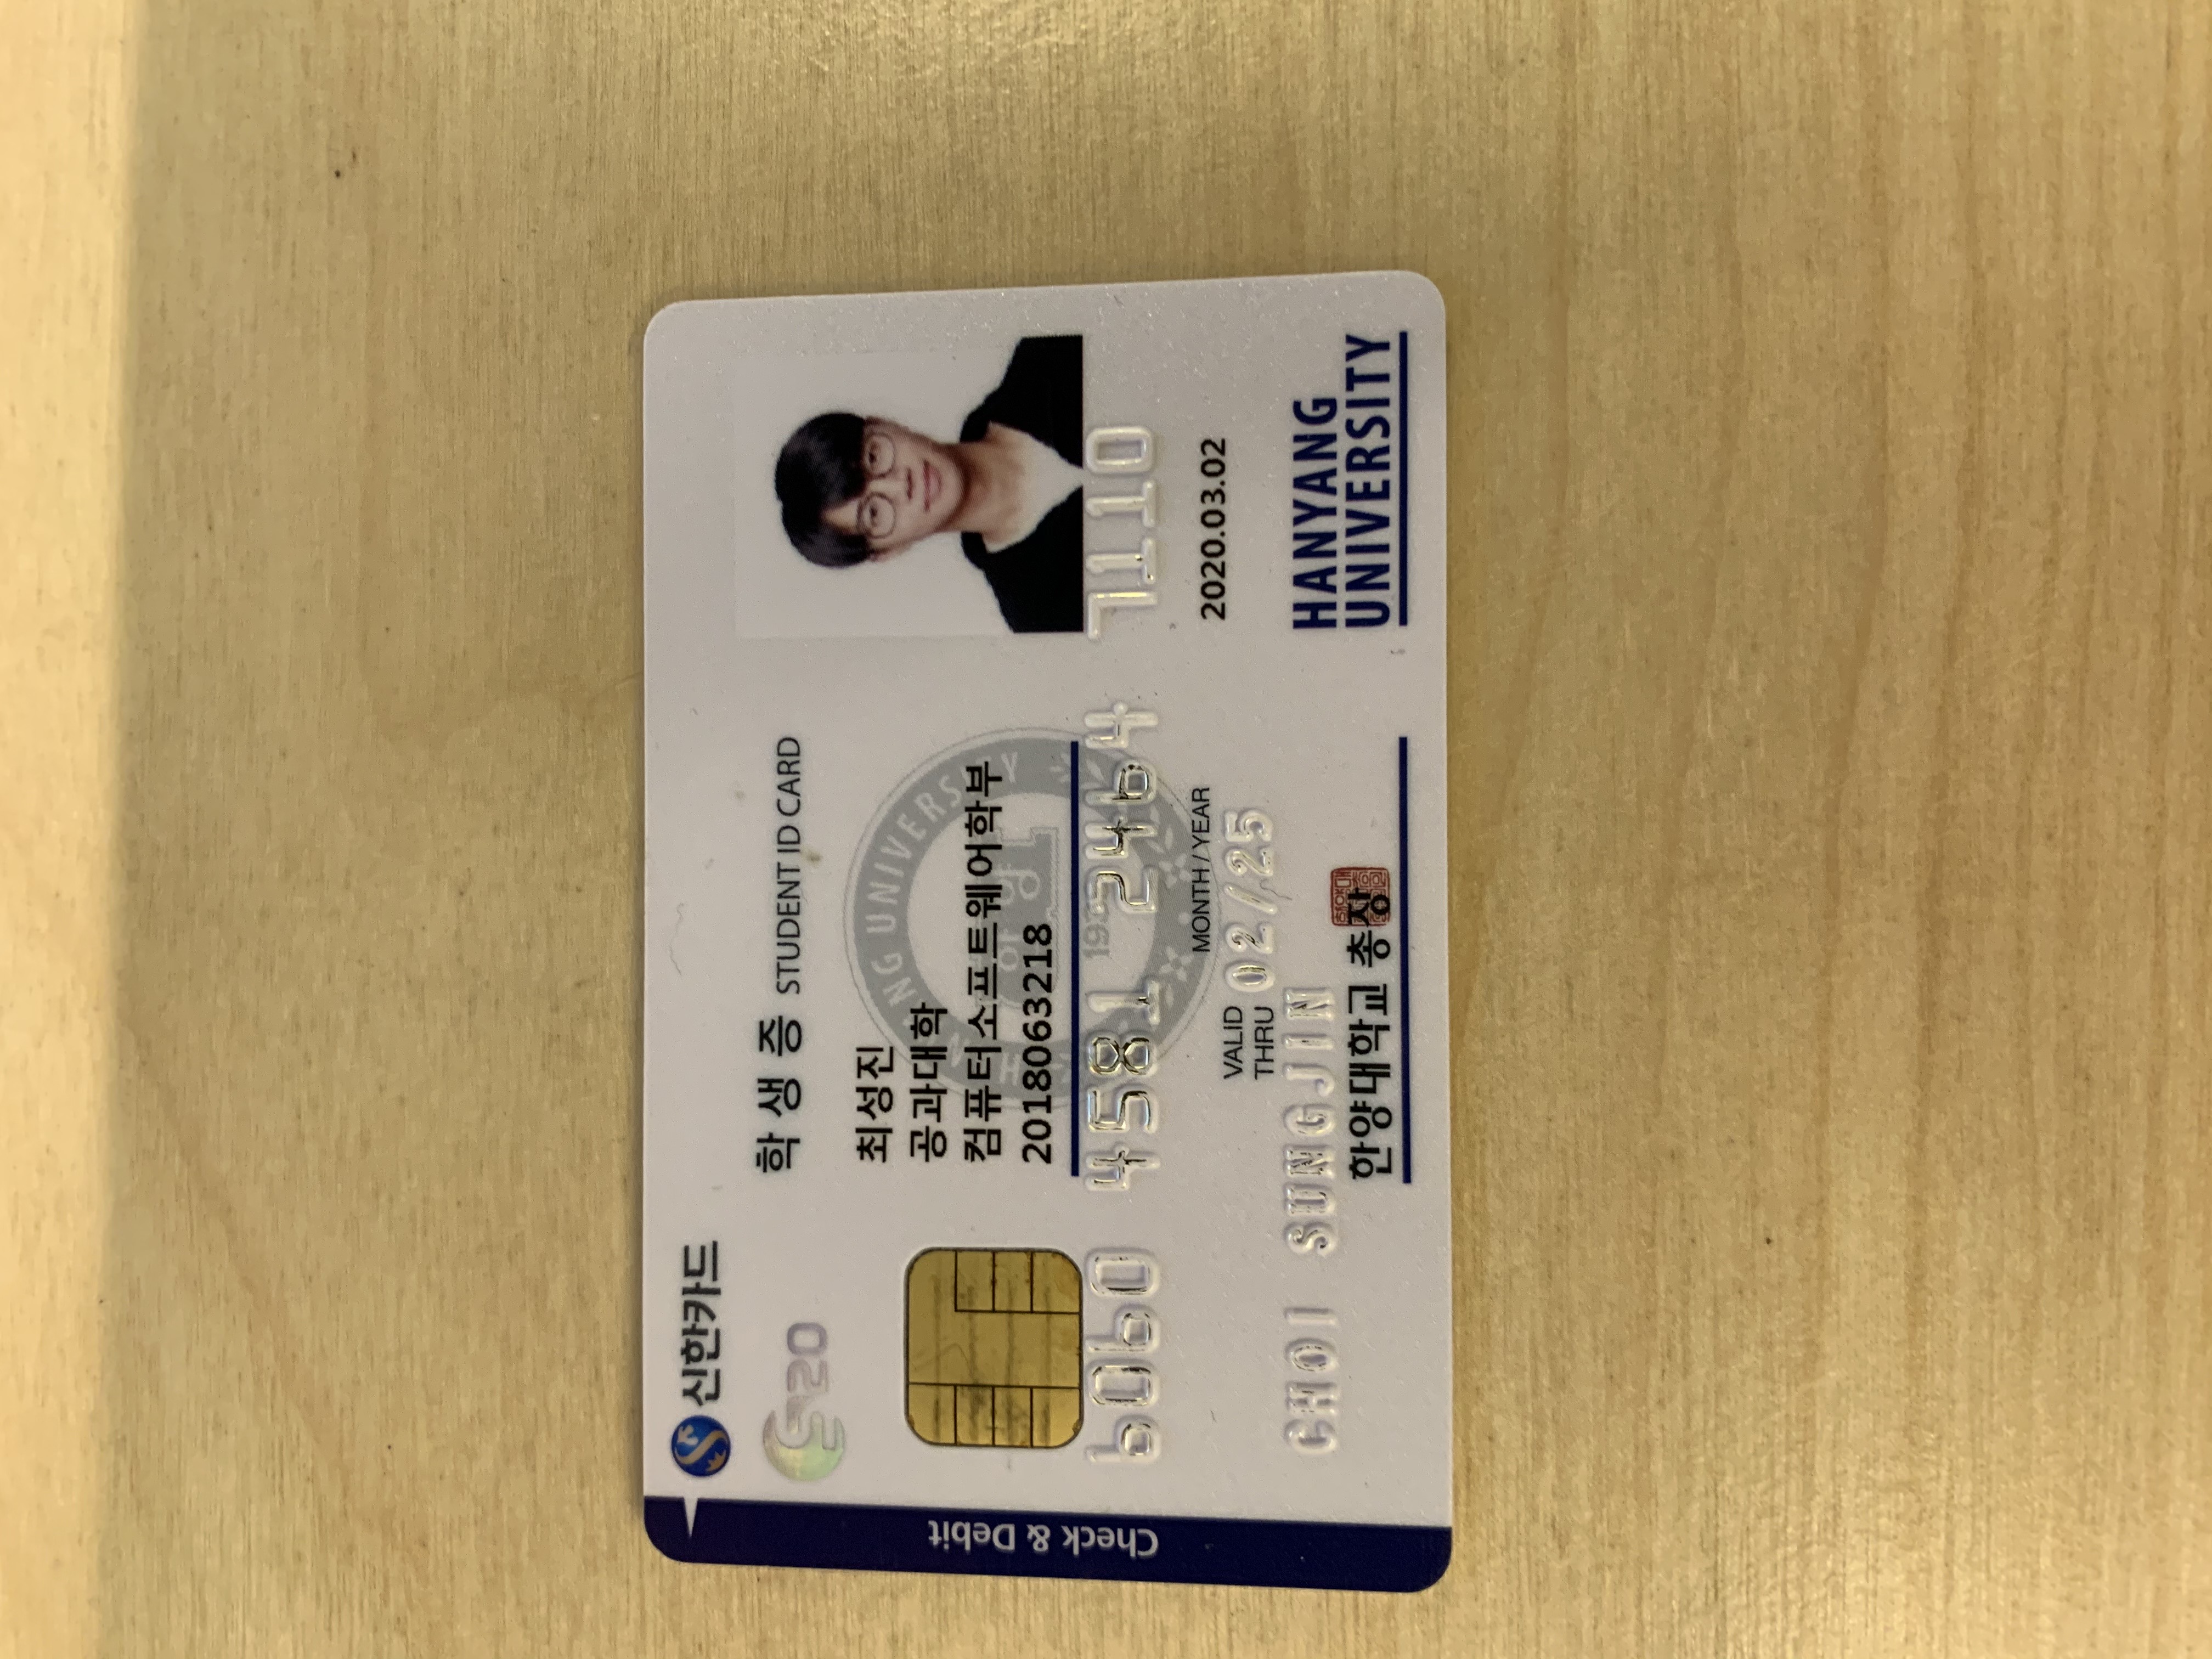 신한카드
S20
Check & Debit
학생증 STUDENT ID CARD
최성진
공과대학
컴퓨터소프트웨어학부
2018063218
HANYANG UNIVERSITY
한양
1939
6060 4581 2464 7110
MONTH / YEAR
VALID THRU 02/25
2020.03.02
CHOI SUNGJIN
한양대학교 총장
HANYANG
UNIVERSITY